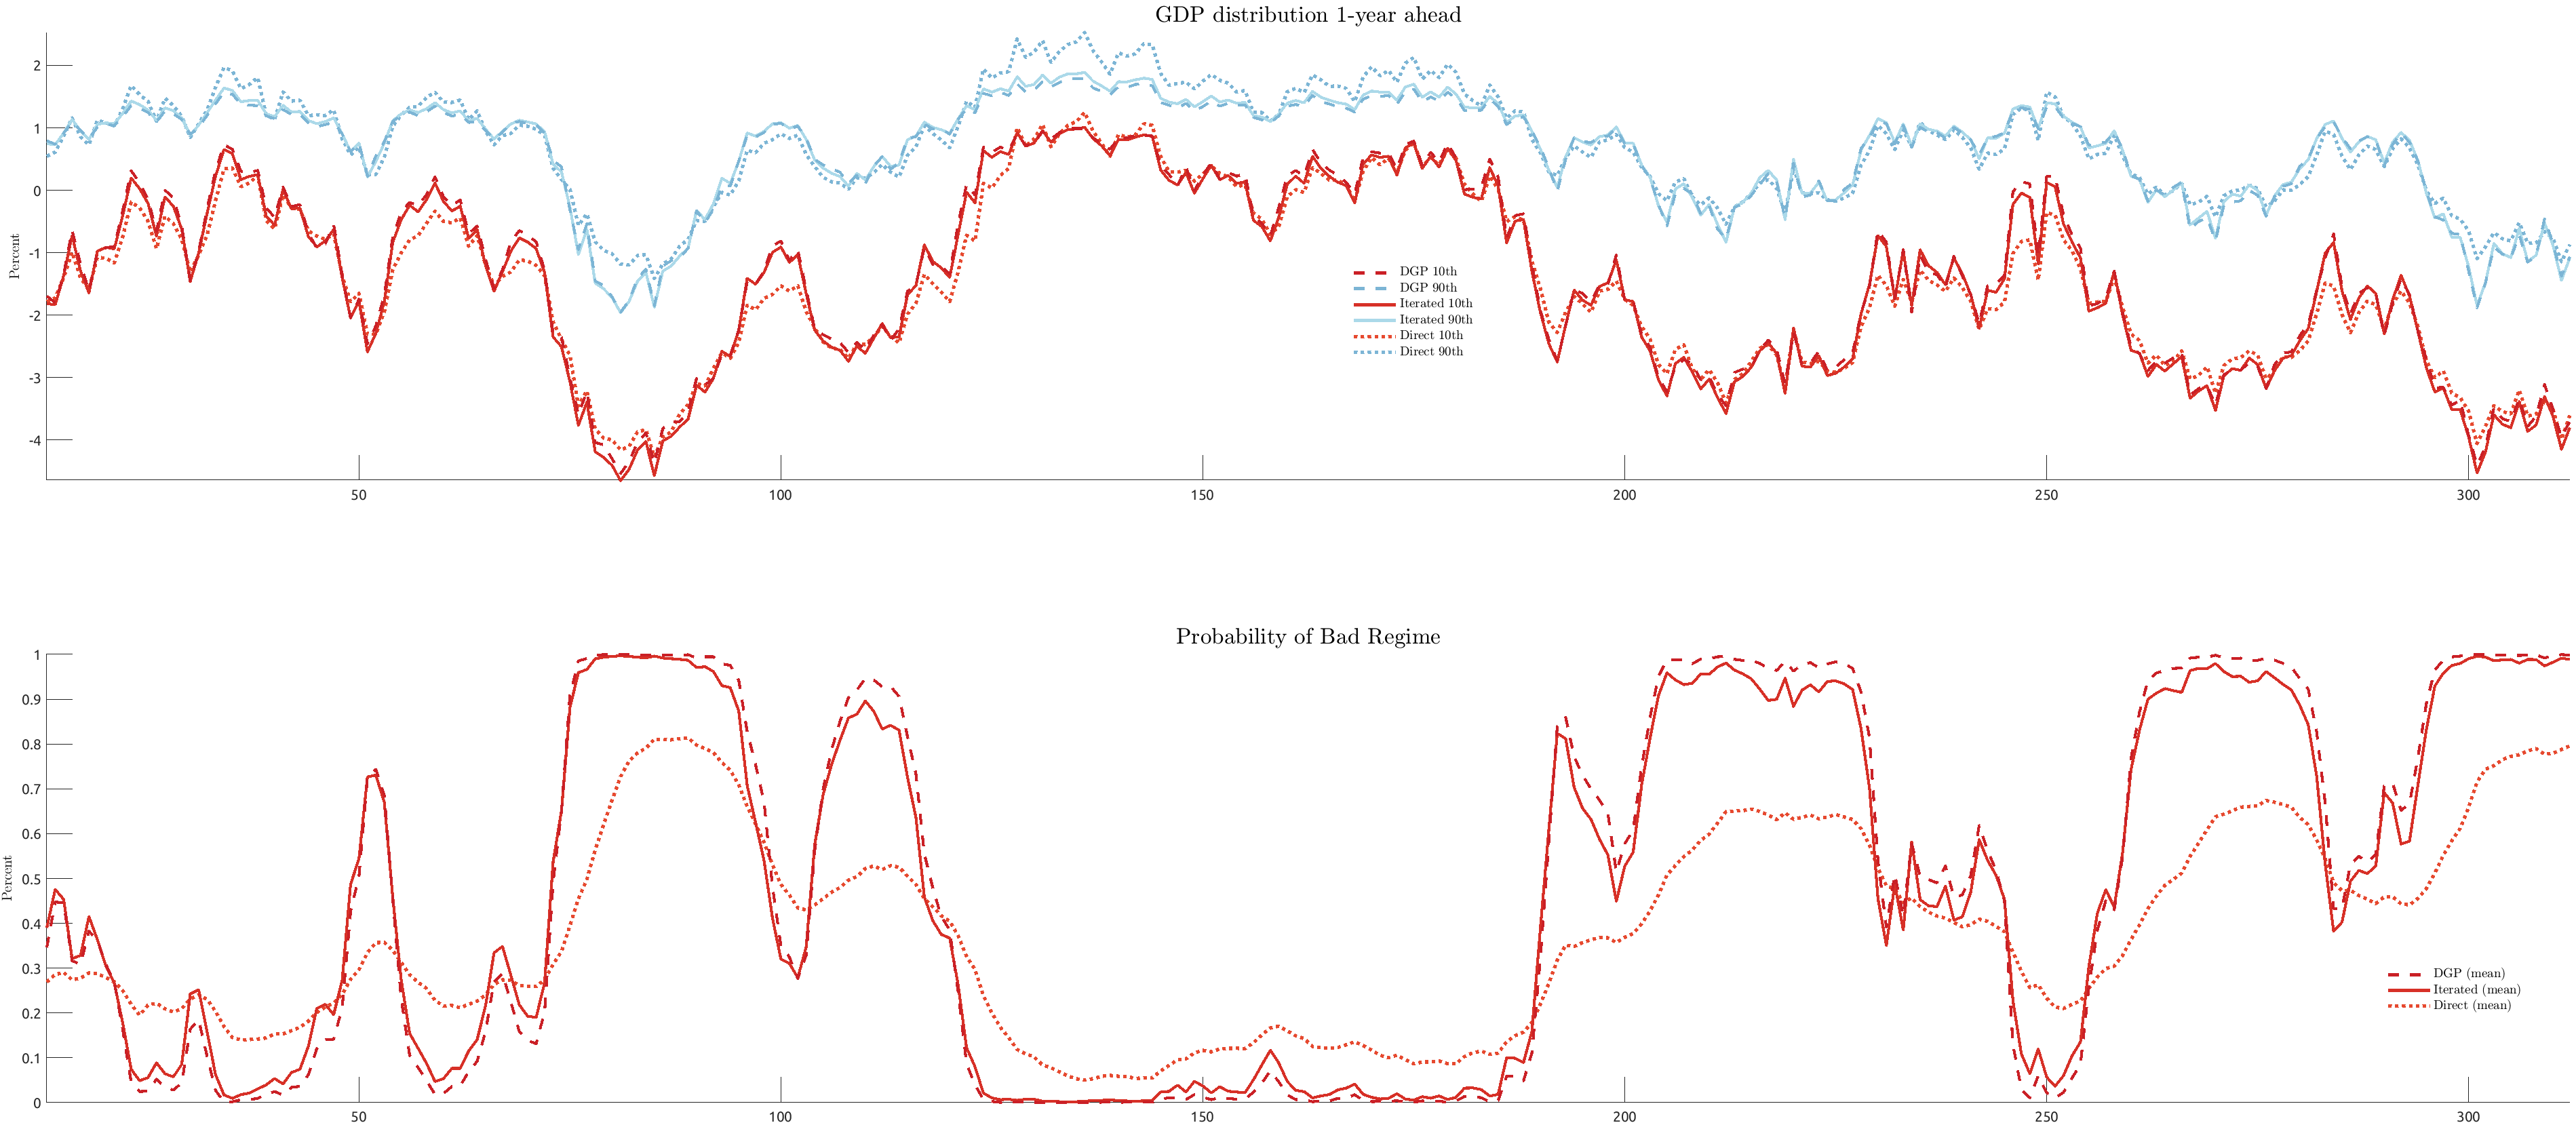 GDP distribution 1-year ahead
2
1
0
-1
-2
-3
-4
Percent
DGP 10th
DGP 90th
Iterated 10th
Iterated 90th
Direct 10th
Direct 90th
50 100 150 200 250 300
Probability of Bad Regime
1
0.9
0.8
0.7
0.6
0.5
0.4
0.3
0.2
0.1
0
Percent
DGP (mean)
Iterated (mean)
Direct (mean)
50 100 150 200 250 300